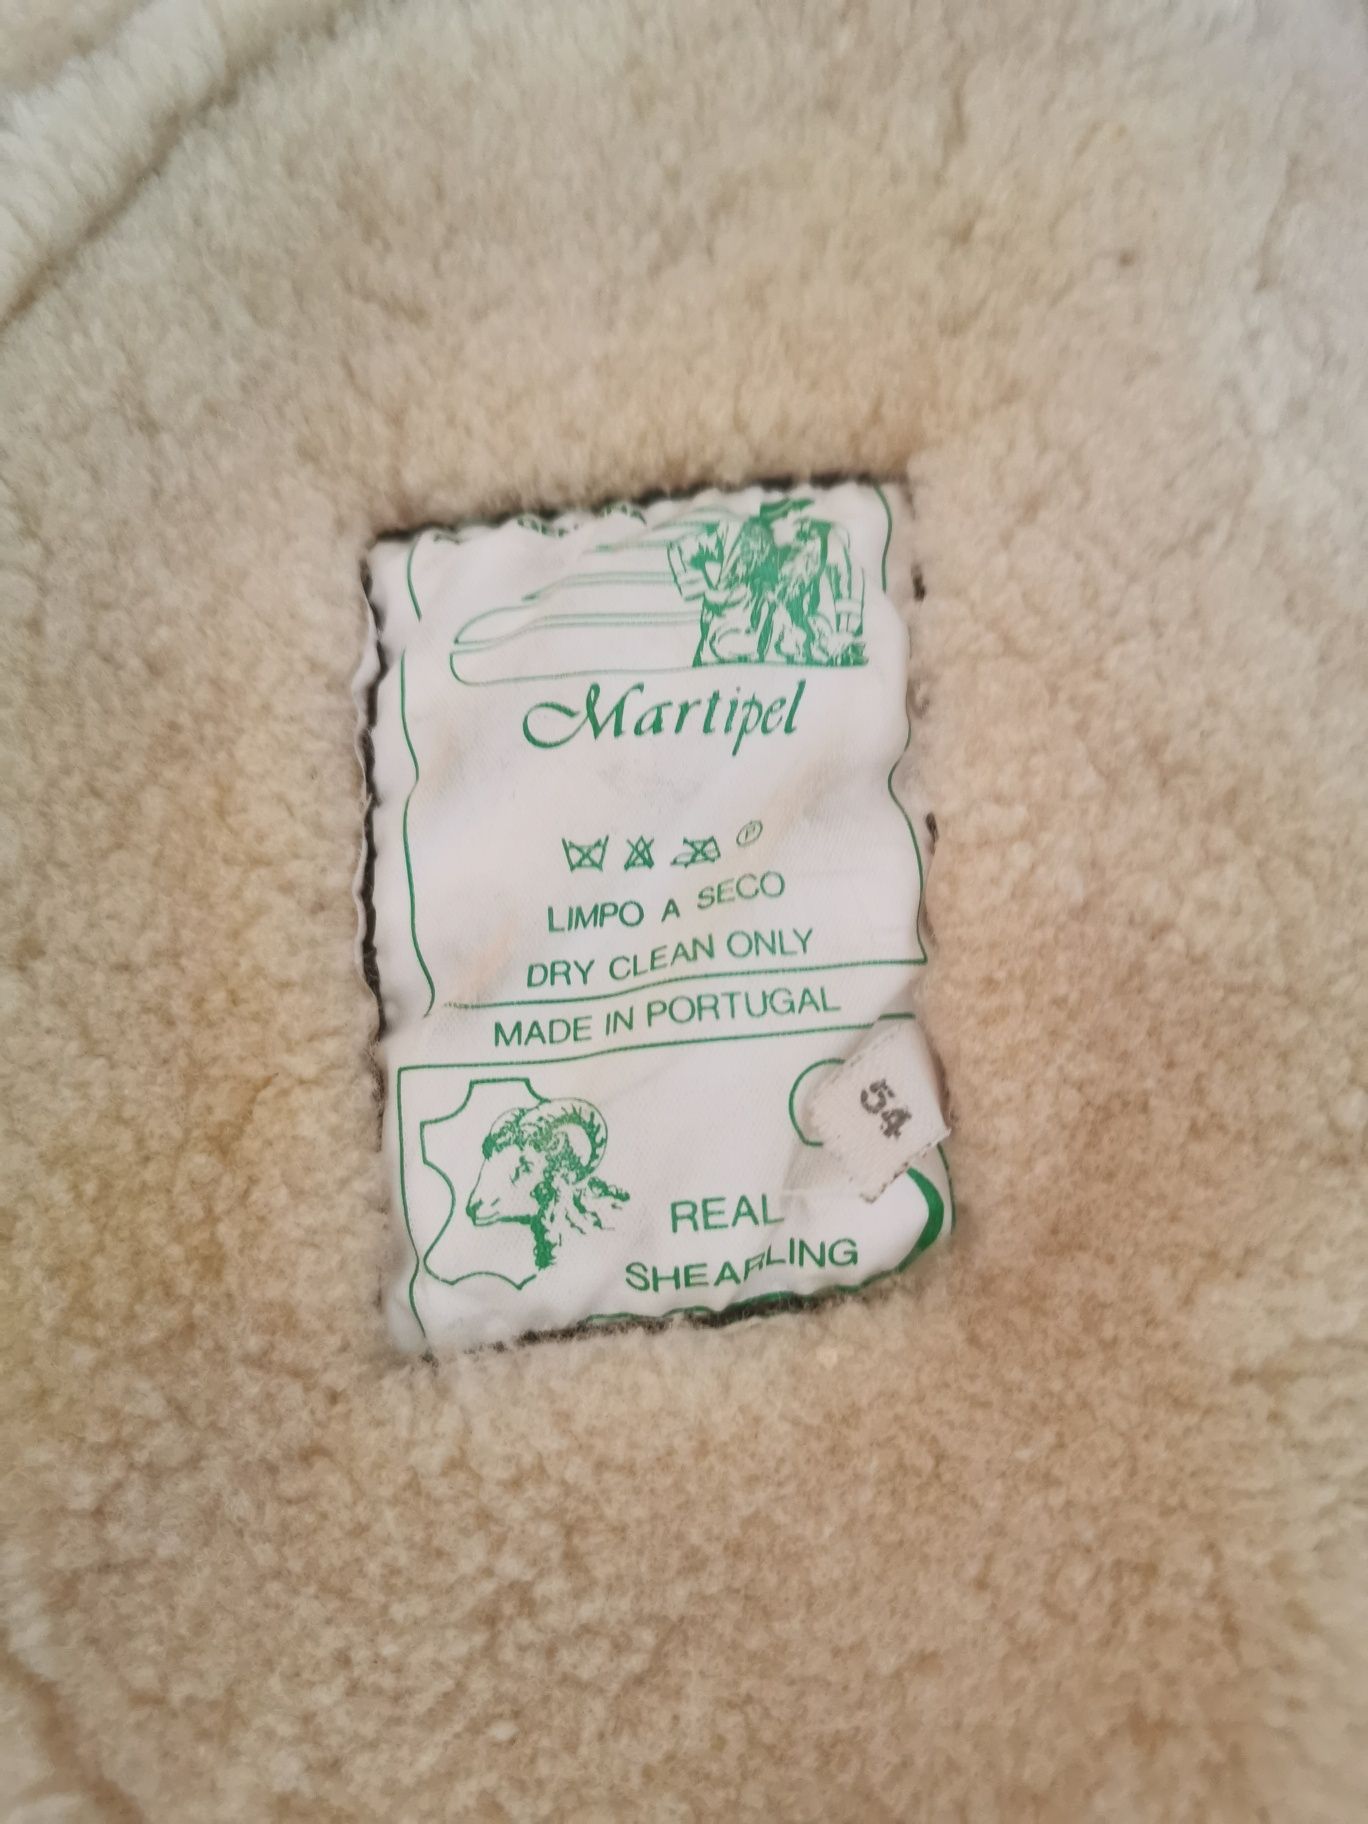 Martipel
P
LIMPO A SECO
DRY CLEAN ONLY
MADE IN PORTUGAL
54
REAL
SHEARLING